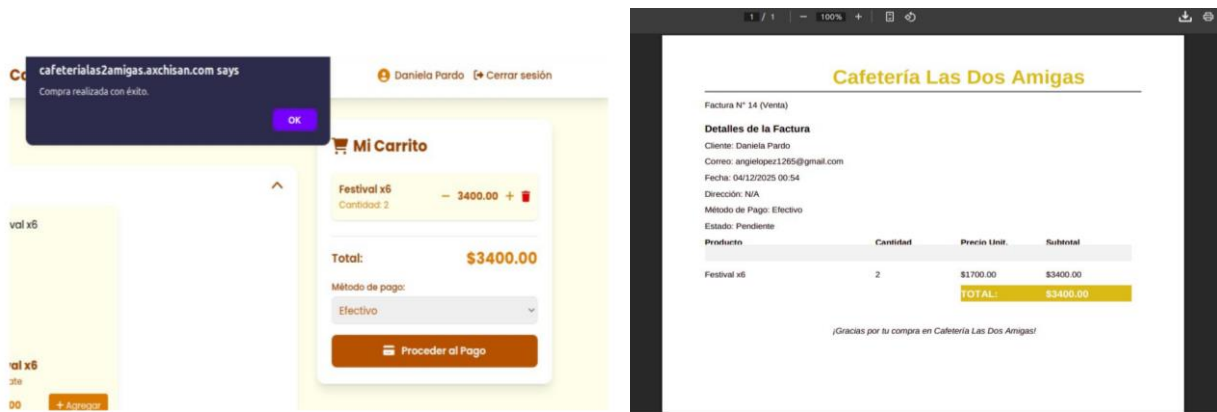 cafeterialas2amigas.axchisan.com says
Compra realizada con éxito.
OK
Daniela Pardo Cerrar sesión
Mi Carrito
Festival x6
Cantidad: 2
− 3400.00 +
Total: $3400.00
Método de pago:
Efectivo
Proceder al Pago
val x6
al x6
00 + Agregar
1 / 1 − 100% +
Cafetería Las Dos Amigas
Factura N° 14 (Venta)
Detalles de la Factura
Cliente: Daniela Pardo
Correo: angielopez1265@gmail.com
Fecha: 04/12/2025 00:54
Dirección: N/A
Método de Pago: Efectivo
Estado: Pendiente
Producto Cantidad Precio Unit. Subtotal
Festival x6 2 $1700.00 $3400.00
TOTAL: $3400.00
¡Gracias por tu compra en Cafetería Las Dos Amigas!